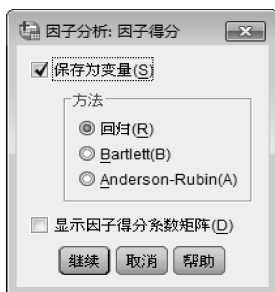 因子分析: 因子得分
保存为变量(S)
方法
回归(R)
Bartlett(B)
Anderson-Rubin(A)
显示因子得分系数矩阵(D)
继续 取消 帮助